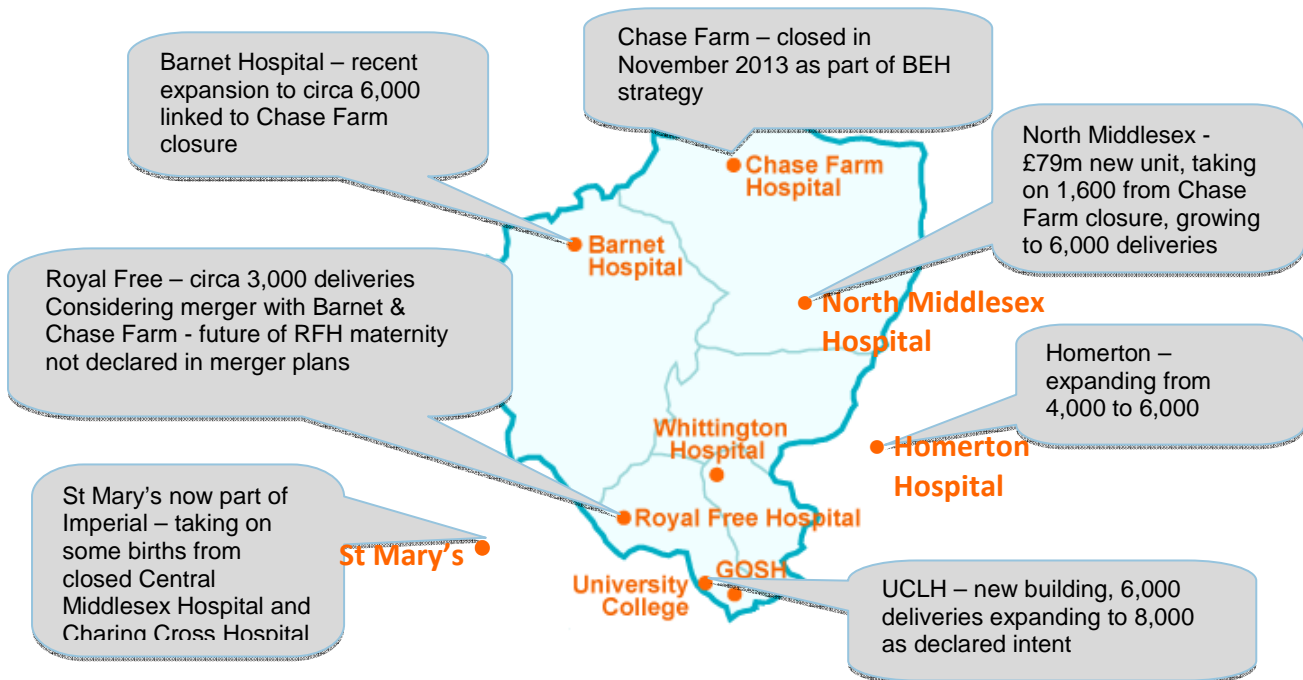 Barnet Hospital – recent
expansion to circa 6,000
linked to Chase Farm
closure
Chase Farm – closed in
November 2013 as part of BEH
strategy
North Middlesex -
£79m new unit, taking
on 1,600 from Chase
Farm closure, growing
to 6,000 deliveries
Royal Free – circa 3,000 deliveries
Considering merger with Barnet &
Chase Farm - future of RFH maternity
not declared in merger plans
Homerton –
expanding from
4,000 to 6,000
St Mary’s now part of
Imperial – taking on
some births from
closed Central
Middlesex Hospital and
Charing Cross Hospital
UCLH – new building, 6,000
deliveries expanding to 8,000
as declared intent
Chase Farm
Hospital
Barnet
Hospital
North Middlesex
Hospital
Whittington
Hospital
Homerton
Hospital
Royal Free Hospital
St Mary’s
GOSH
University
College